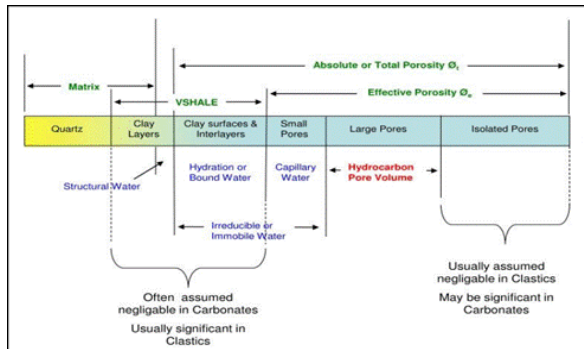 Absolute or Total Porosity Øt
Matrix
Effective Porosity Øe
VSHALE
Quartz
Clay
Layers
Clay surfaces &
Interlayers
Small
Pores
Large Pores
Isolated Pores
Structural Water
Hydration or
Bound Water
Capillary
Water
Hydrocarbon
Pore Volume
Irreducible or
Immobile Water
Often assumed
negligable in Carbonates
Usually significant in
Clastics
Usually assumed
negligable in Clastics
May be significant in
Carbonates